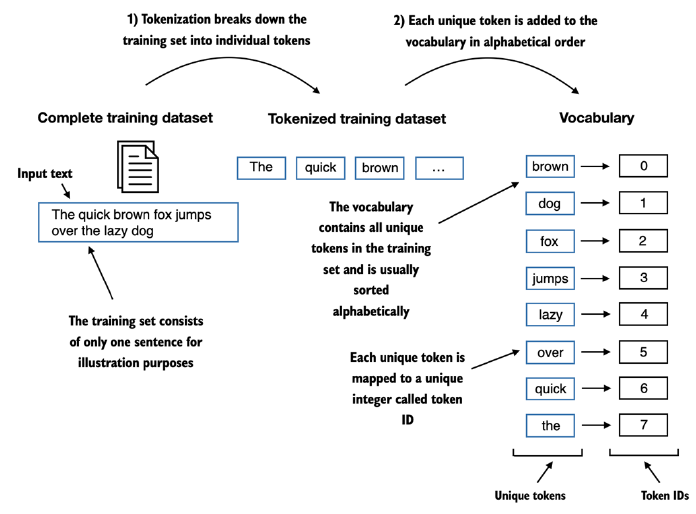 1) Tokenization breaks down the
training set into individual tokens
2) Each unique token is added to the
vocabulary in alphabetical order
Complete training dataset
Tokenized training dataset
Vocabulary
Input text
The quick brown fox jumps
over the lazy dog
The training set consists
of only one sentence for
illustration purposes
The quick brown ...
The vocabulary
contains all unique
tokens in the training
set and is usually
sorted
alphabetically
Each unique token is
mapped to a unique
integer called token
ID
brown 0
dog 1
fox 2
jumps 3
lazy 4
over 5
quick 6
the 7
Unique tokens
Token IDs